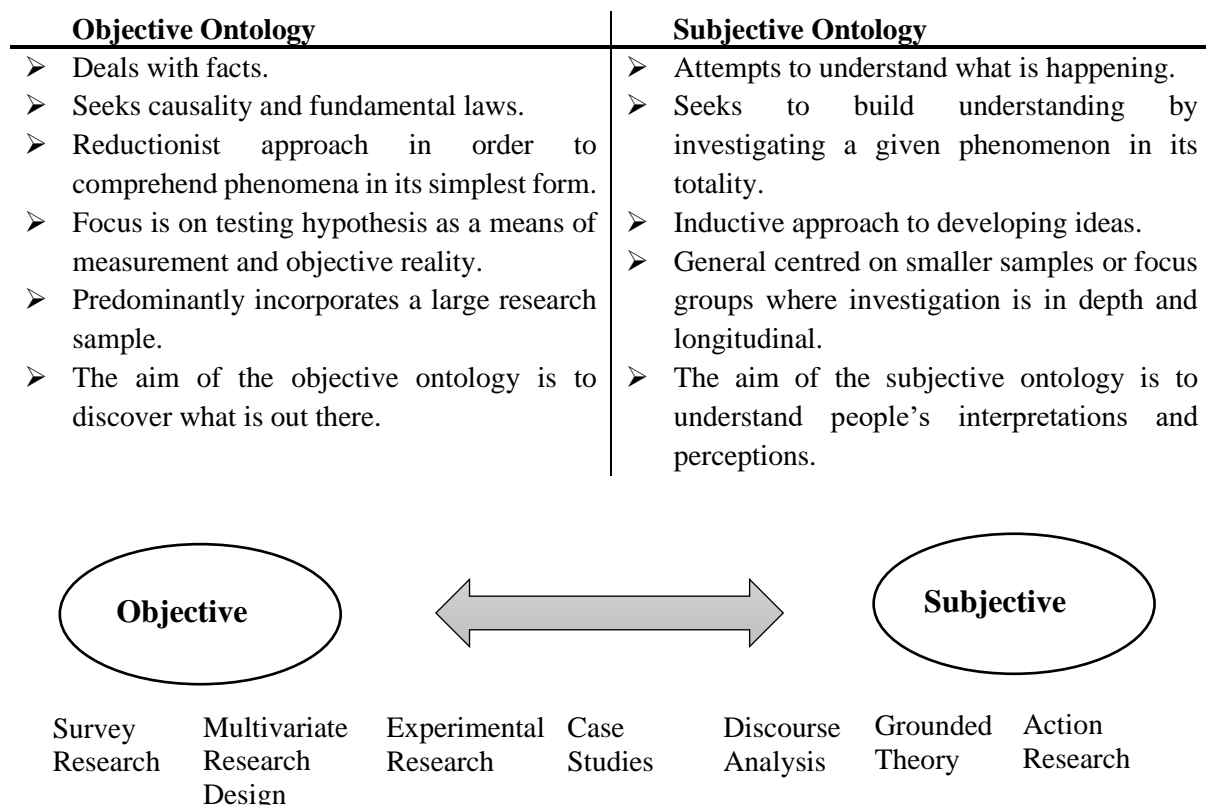 Objective Ontology
➢ Deals with facts.
➢ Seeks causality and fundamental laws.
➢ Reductionist approach in order to
comprehend phenomena in its simplest form.
➢ Focus is on testing hypothesis as a means of
measurement and objective reality.
➢ Predominantly incorporates a large research
sample.
➢ The aim of the objective ontology is to
discover what is out there.
Subjective Ontology
➢ Attempts to understand what is happening.
➢ Seeks to build understanding by
investigating a given phenomenon in its
totality.
➢ Inductive approach to developing ideas.
➢ General centred on smaller samples or focus
groups where investigation is in depth and
longitudinal.
➢ The aim of the subjective ontology is to
understand people’s interpretations and
perceptions.
Objective
Subjective
Survey
Research
Multivariate
Research
Design
Experimental
Research
Case
Studies
Discourse
Analysis
Grounded
Theory
Action
Research